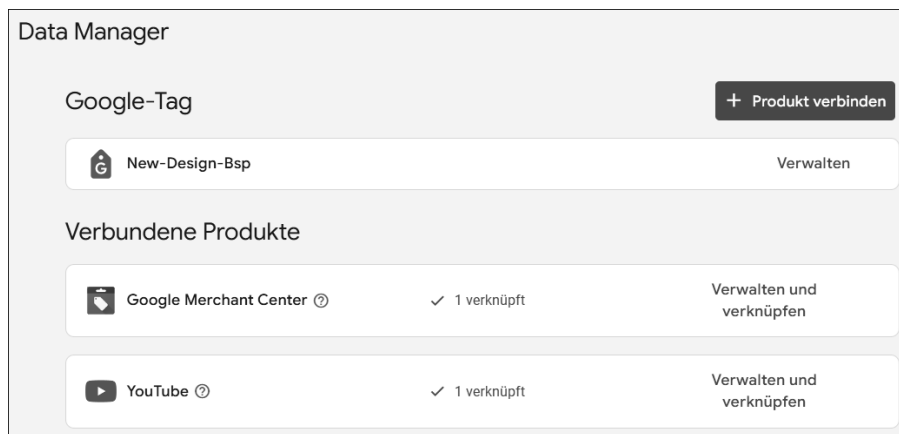 Data Manager
Google-Tag
+ Produkt verbinden
New-Design-Bsp
Verwalten
Verbundene Produkte
Google Merchant Center
1 verknüpft
Verwalten und
verknüpfen
YouTube
1 verknüpft
Verwalten und
verknüpfen